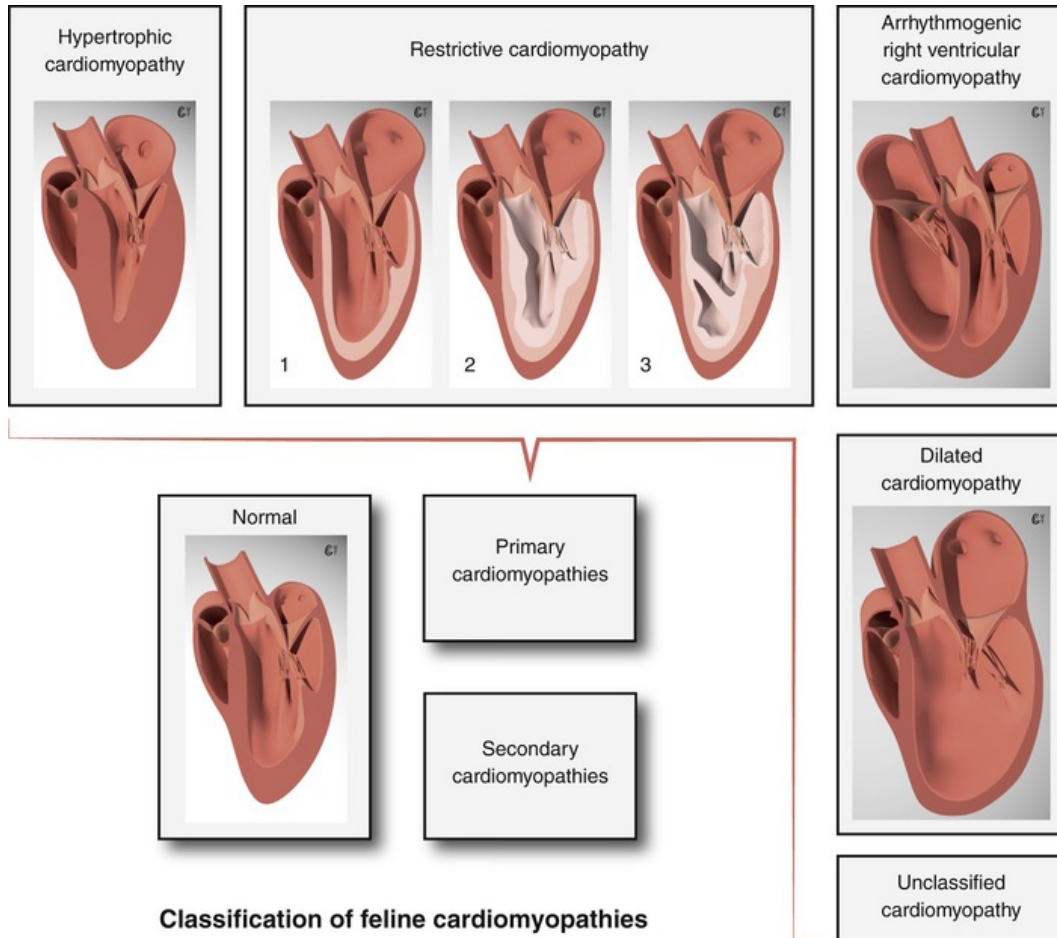 Hypertrophic
cardiomyopathy
Restrictive cardiomyopathy
1
2
3
Arrhythmogenic
right ventricular
cardiomyopathy
Normal
Primary
cardiomyopathies
Secondary
cardiomyopathies
Dilated
cardiomyopathy
Unclassified
cardiomyopathy
Classification of feline cardiomyopathies